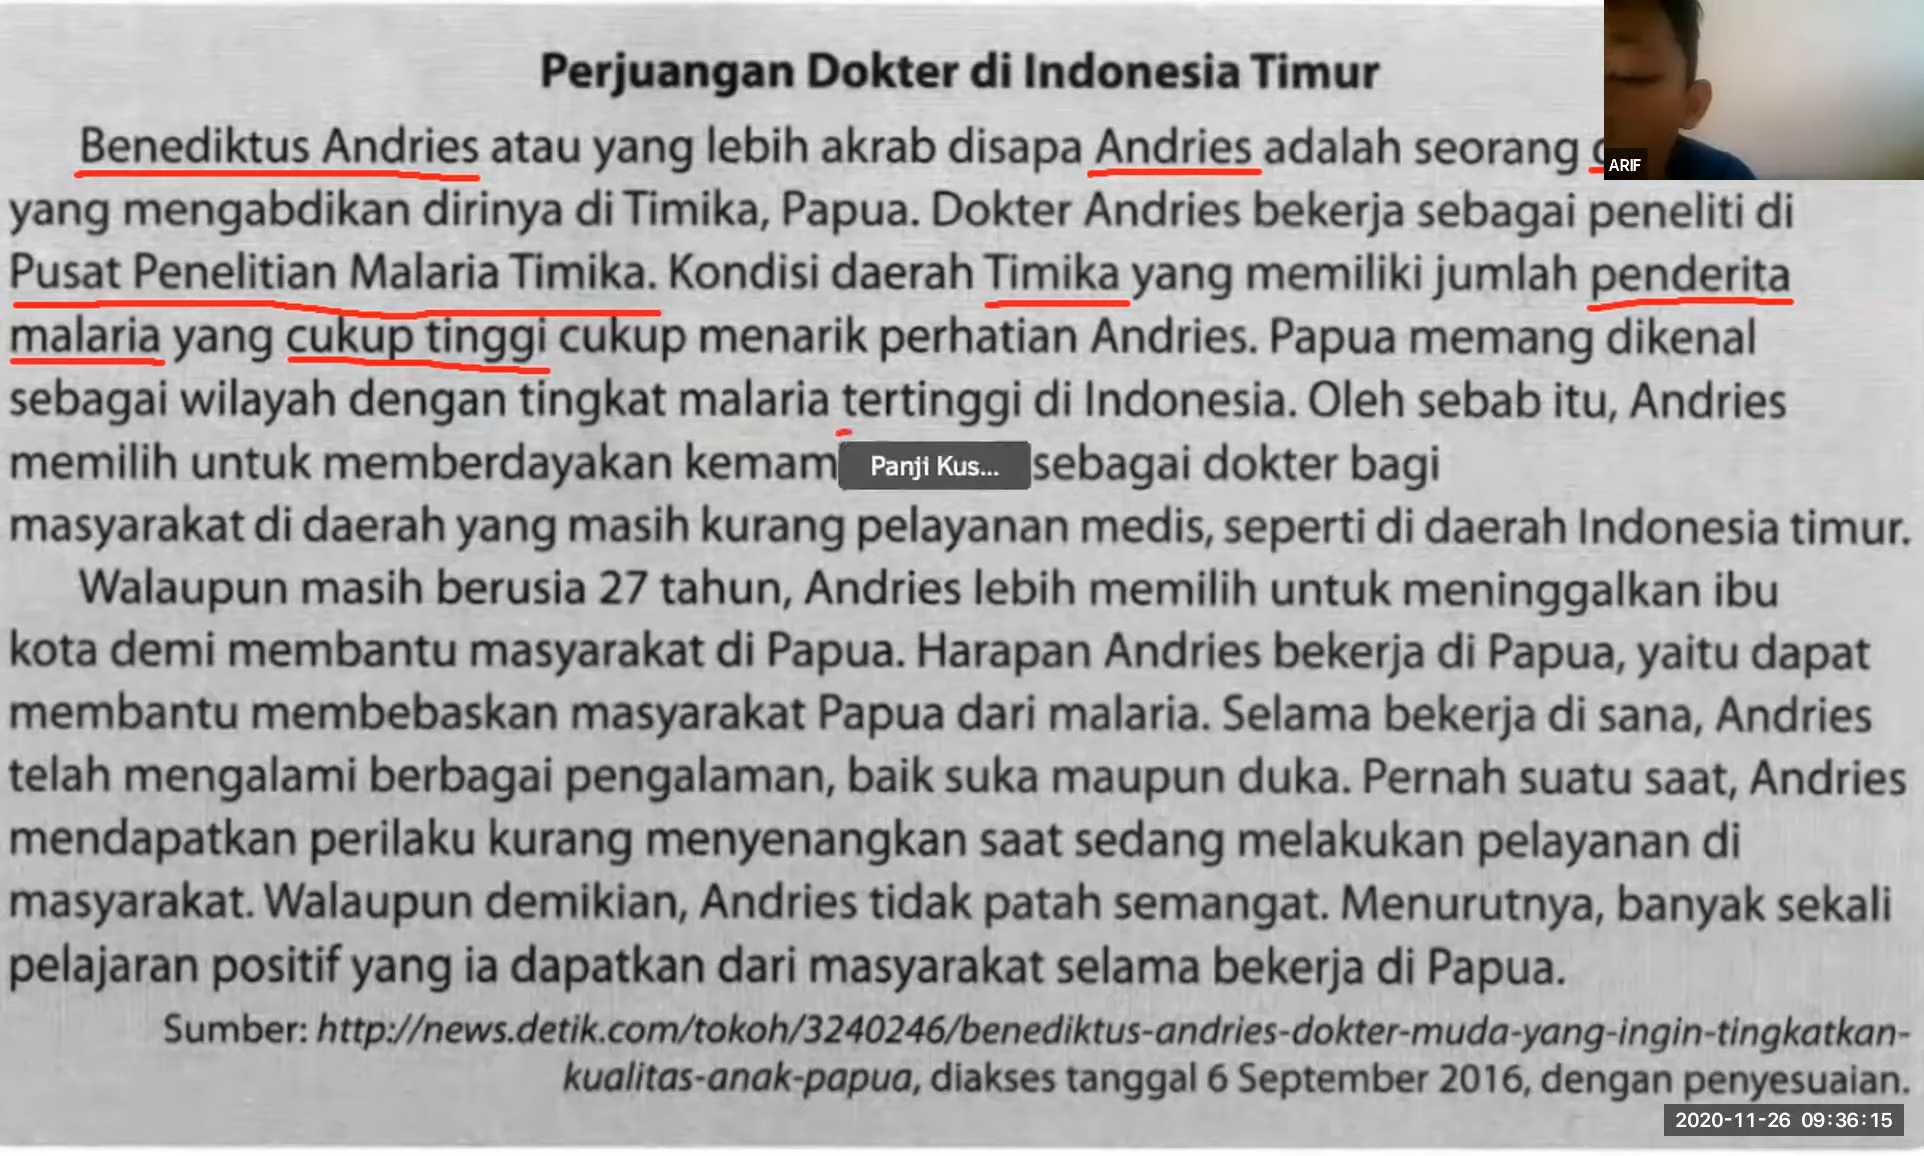 Perjuangan Dokter di Indonesia Timur
Benediktus Andries atau yang lebih akrab disapa Andries adalah seorang
ARIF
yang mengabdikan dirinya di Timika, Papua. Dokter Andries bekerja sebagai peneliti di
Pusat Penelitian Malaria Timika. Kondisi daerah Timika yang memiliki jumlah penderita
malaria yang cukup tinggi cukup menarik perhatian Andries. Papua memang dikenal
sebagai wilayah dengan tingkat malaria tertinggi di Indonesia. Oleh sebab itu, Andries
memilih untuk memberdayakan kemam Panji Kus... sebagai dokter bagi
masyarakat di daerah yang masih kurang pelayanan medis, seperti di daerah Indonesia timur.
Walaupun masih berusia 27 tahun, Andries lebih memilih untuk meninggalkan ibu
kota demi membantu masyarakat di Papua. Harapan Andries bekerja di Papua, yaitu dapat
membantu membebaskan masyarakat Papua dari malaria. Selama bekerja di sana, Andries
telah mengalami berbagai pengalaman, baik suka maupun duka. Pernah suatu saat, Andries
mendapatkan perilaku kurang menyenangkan saat sedang melakukan pelayanan di
masyarakat. Walaupun demikian, Andries tidak patah semangat. Menurutnya, banyak sekali
pelajaran positif yang ia dapatkan dari masyarakat selama bekerja di Papua.
Sumber: http://news.detik.com/tokoh/3240246/benediktus-andries-dokter-muda-yang-ingin-tingkatkan-
kualitas-anak-papua, diakses tanggal 6 September 2016, dengan penyesuaian.
2020-11-26 09:36:15